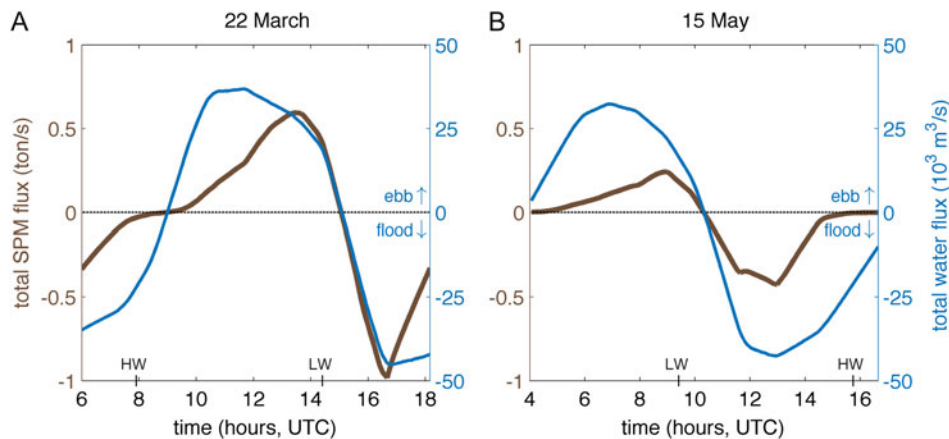 A
22 March
B
15 May
total SPM flux (ton/s)
1
0.5
0
-0.5
-1
50
25
0
-25
-50
ebb ↑
flood ↓
HW
LW
6 8 10 12 14 16 18
time (hours, UTC)
1
0.5
0
-0.5
-1
50
25
0
-25
-50
ebb ↑
flood ↓
LW
HW
4 6 8 10 12 14 16
time (hours, UTC)
total water flux (10³ m³/s)